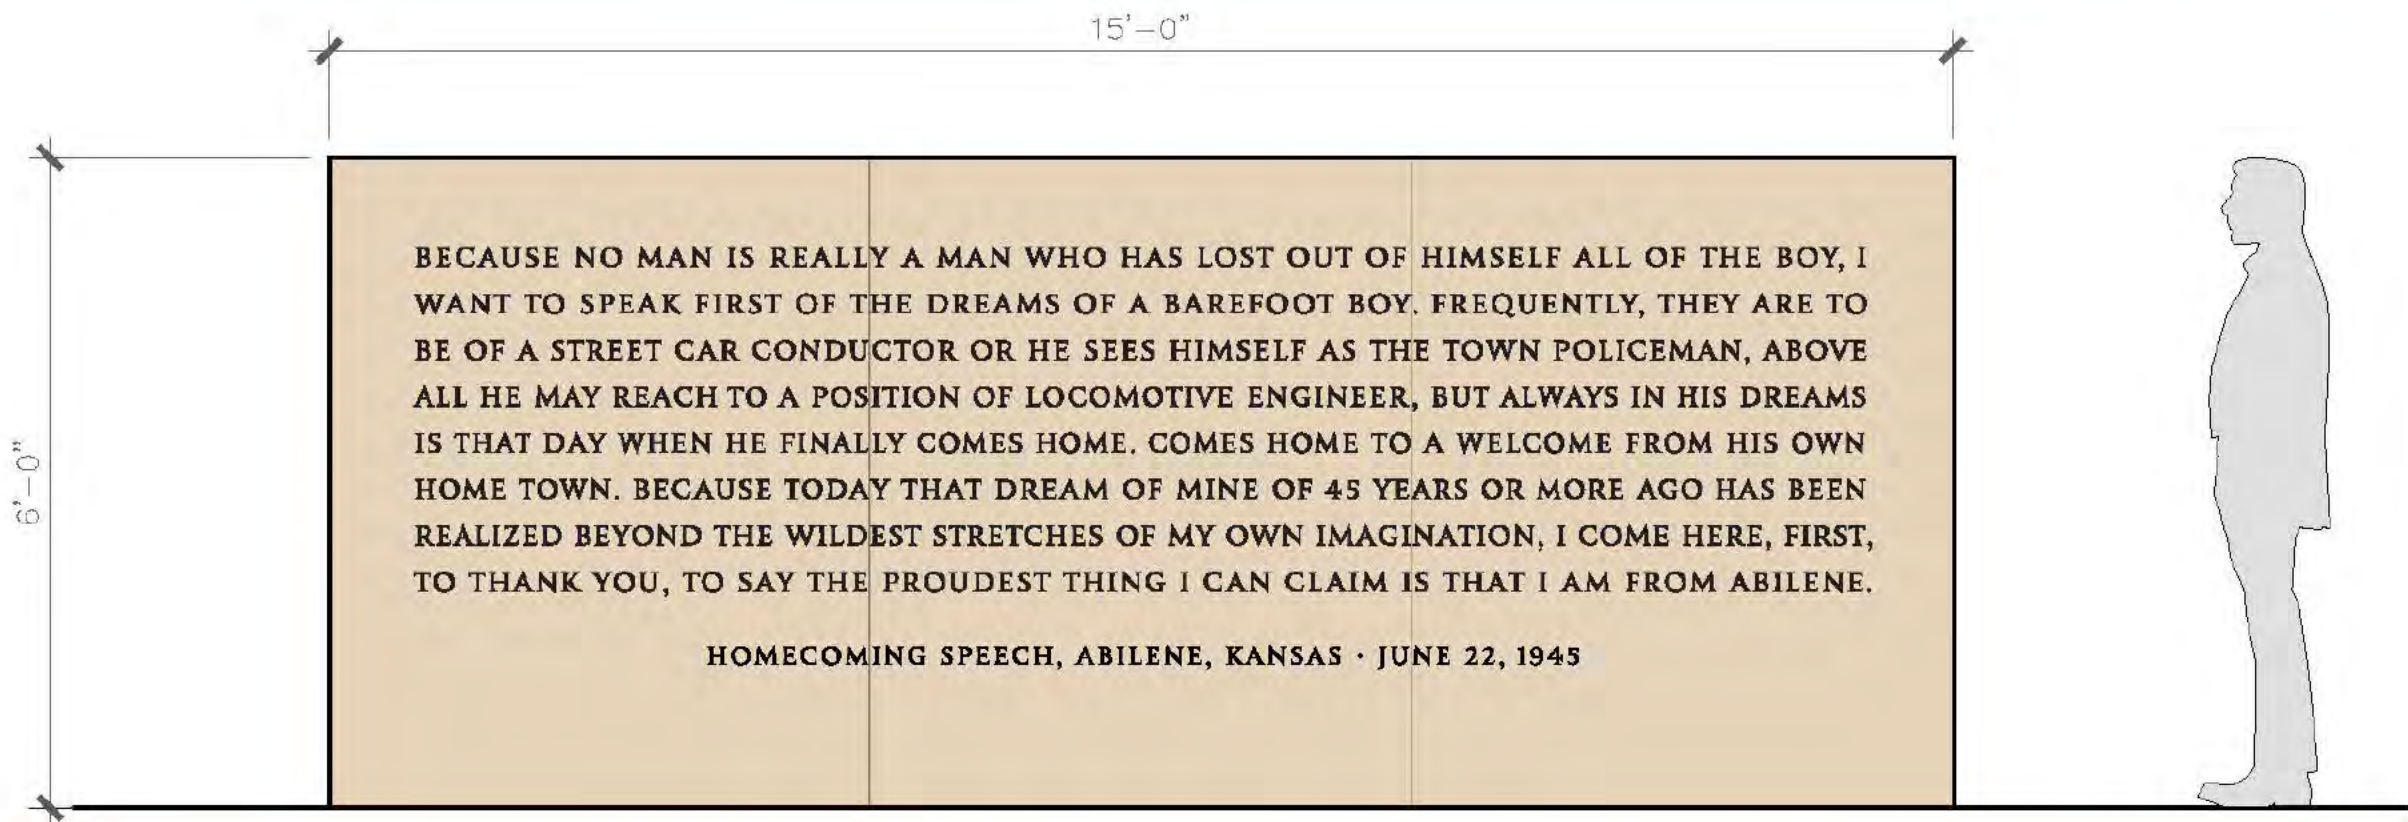 15'-0"
6'-0"
BECAUSE NO MAN IS REALLY A MAN WHO HAS LOST OUT OF HIMSELF ALL OF THE BOY, I
WANT TO SPEAK FIRST OF THE DREAMS OF A BAREFOOT BOY. FREQUENTLY, THEY ARE TO
BE OF A STREET CAR CONDUCTOR OR HE SEES HIMSELF AS THE TOWN POLICEMAN, ABOVE
ALL HE MAY REACH TO A POSITION OF LOCOMOTIVE ENGINEER, BUT ALWAYS IN HIS DREAMS
IS THAT DAY WHEN HE FINALLY COMES HOME. COMES HOME TO A WELCOME FROM HIS OWN
HOME TOWN. BECAUSE TODAY THAT DREAM OF MINE OF 45 YEARS OR MORE AGO HAS BEEN
REALIZED BEYOND THE WILDEST STRETCHES OF MY OWN IMAGINATION, I COME HERE, FIRST,
TO THANK YOU, TO SAY THE PROUDEST THING I CAN CLAIM IS THAT I AM FROM ABILENE.
HOMECOMING SPEECH, ABILENE, KANSAS · JUNE 22, 1945